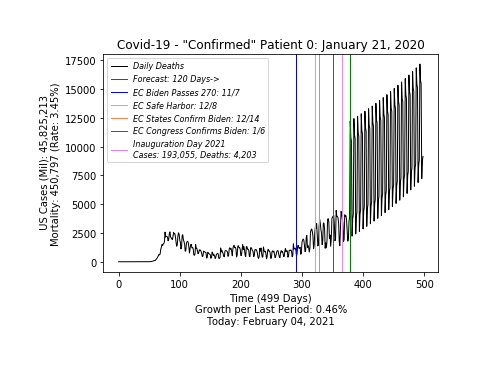 Covid-19 - "Confirmed" Patient 0: January 21, 2020
US Cases (Mil): 45,825,213
Mortality: 450,797 (Rate: 3.45%)
17500
15000
12500
10000
7500
5000
2500
0
Daily Deaths
Forecast: 120 Days->
EC Biden Passes 270: 11/7
EC Safe Harbor: 12/8
EC States Confirm Biden: 12/14
EC Congress Confirms Biden: 1/6
Inauguration Day 2021
Cases: 193,055, Deaths: 4,203
0 100 200 300 400 500
Time (499 Days)
Growth per Last Period: 0.46%
Today: February 04, 2021